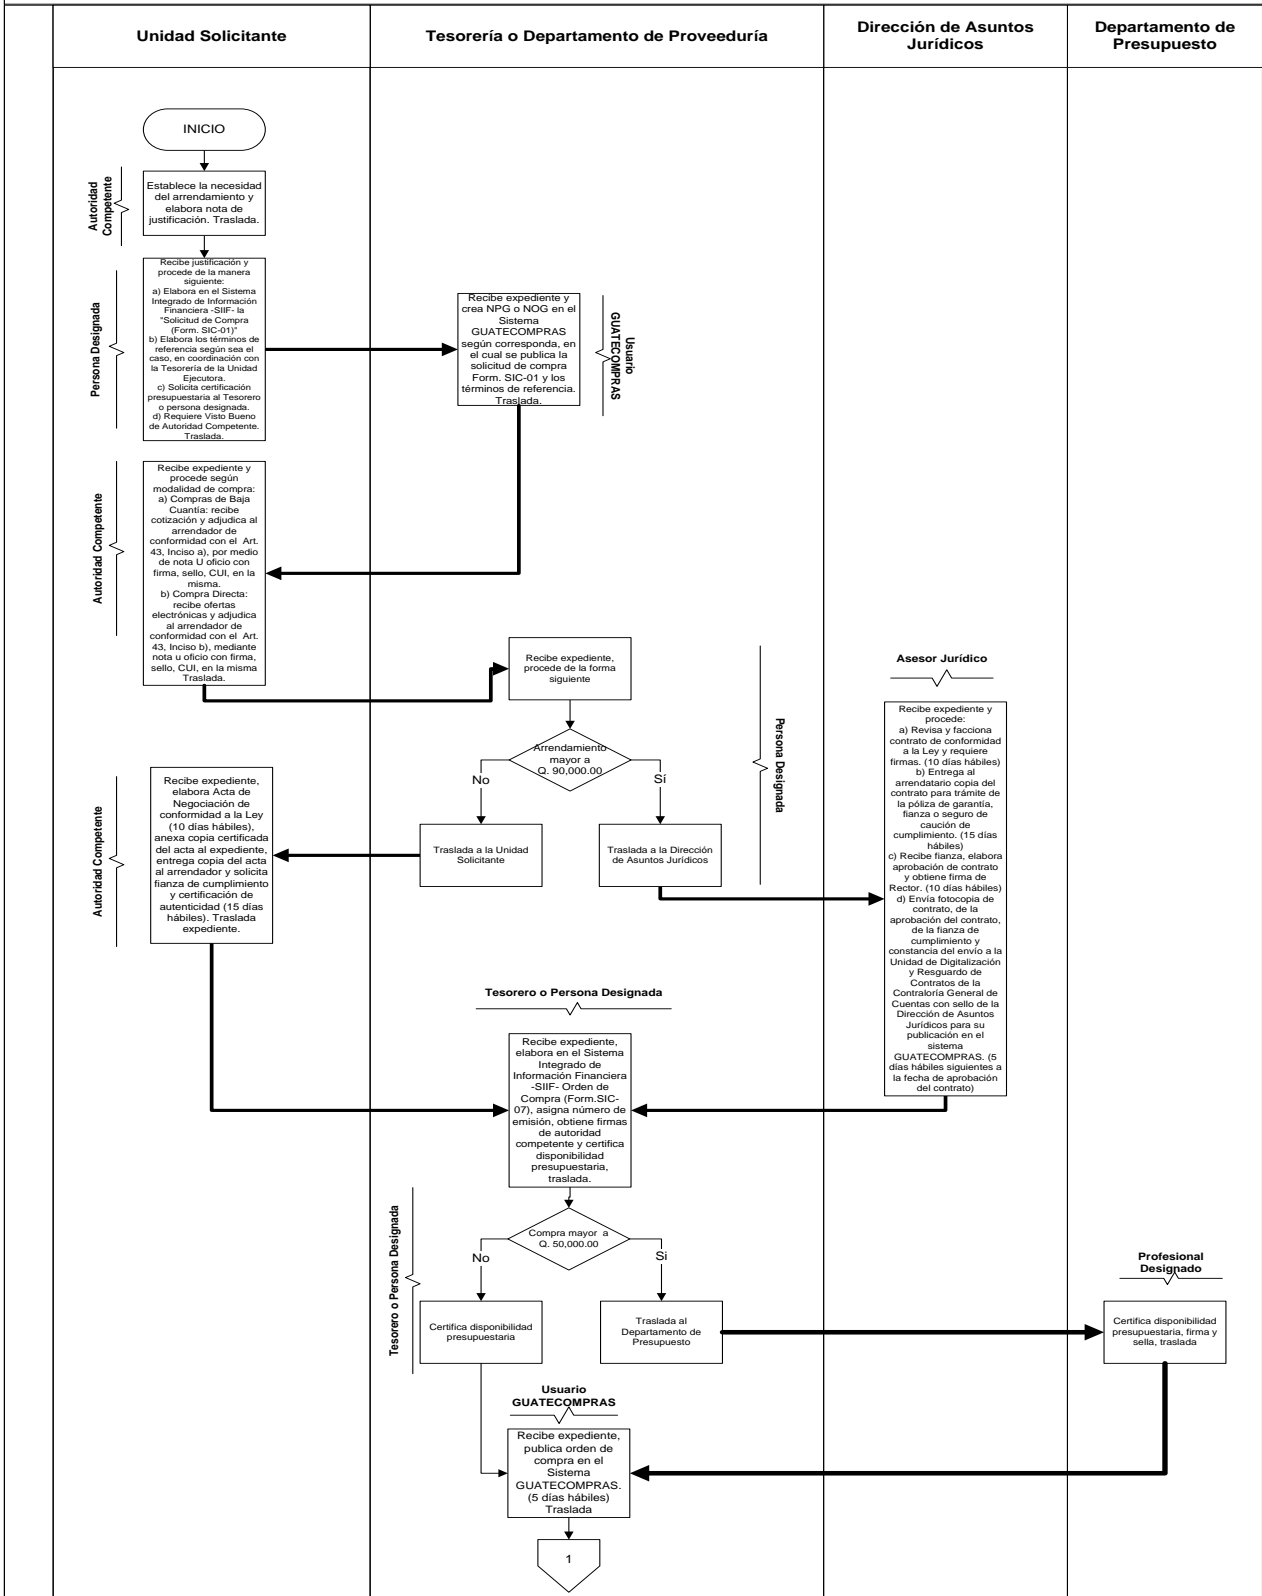 Unidad Solicitante
Tesorería o Departamento de Proveeduría
Dirección de Asuntos
Jurídicos
Departamento de
Presupuesto
INICIO
Autoridad
Competente
Establece la necesidad
del arrendamiento y
elabora nota de
justificación. Traslada.
Persona Designada
Recibe justificación y
procede de la manera
siguiente:
a) Elabora en el Sistema
Integrado de Información
Financiera -SIIF- la
"Solicitud de Compra
(Form. SIC-01)"
b) Elabora los términos de
referencia según sea el
caso, en coordinación con
la Tesorería de la Unidad
Ejecutora.
c) Solicita certificación
presupuestaria al Tesorero
o persona designada.
d) Requiere Visto Bueno
de Autoridad Competente.
Traslada.
Recibe expediente y
crea NPG o NOG en el
Sistema
GUATECOMPRAS
según corresponda, en
el cual se publica la
solicitud de compra
Form. SIC-01 y los
términos de referencia.
Traslada.
Usuario
GUATECOMPRAS
Autoridad Competente
Recibe expediente y
procede según
modalidad de compra:
a) Compras de Baja
Cuantía: recibe
cotización y adjudica al
arrendador de
conformidad con el  Art.
43, Inciso a), por medio
de nota U oficio con
firma, sello, CUI, en la
misma.
b) Compra Directa:
recibe ofertas
electrónicas y adjudica
al arrendador de
conformidad con el  Art.
43, Inciso b), mediante
nota u oficio con firma,
sello, CUI, en la misma
Traslada.
Recibe expediente,
procede de la forma
siguiente
Arrendamiento
mayor a
Q. 90,000.00
No
Sí
Traslada a la Unidad
Solicitante
Traslada a la Dirección
de Asuntos Jurídicos
Persona Designada
Asesor Jurídico
Recibe expediente y
procede:
a) Revisa y facciona
contrato de conformidad
a la Ley y requiere
firmas. (10 días hábiles)
b) Entrega al
arrendatario copia del
contrato para trámite de
la póliza de garantía,
fianza o seguro de
caución de
cumplimiento. (15 días
hábiles)
c) Recibe fianza, elabora
aprobación de contrato
y obtiene firma de
Rector. (10 días hábiles)
d) Envía fotocopia de
contrato, de la
aprobación del contrato,
de la fianza de
cumplimiento y
constancia del envío a la
Unidad de Digitalización
y Resguardo de
Contratos de la
Contraloría General de
Cuentas con sello de la
Dirección de Asuntos
Jurídicos para su
publicación en el
sistema
GUATECOMPRAS. (5
días hábiles siguientes a
la fecha de aprobación
del contrato)
Autoridad Competente
Recibe expediente,
elabora Acta de
Negociación de
conformidad a la Ley
(10 días hábiles),
anexa copia certificada
del acta al expediente,
entrega copia del acta
al arrendador y solicita
fianza de cumplimiento
y certificación de
autenticidad (15 días
hábiles). Traslada
expediente.
Tesorero o Persona Designada
Recibe expediente,
elabora en el Sistema
Integrado de
Información Financiera
-SIIF- Orden de
Compra (Form.SIC-
07), asigna número de
emisión, obtiene firmas
de autoridad
competente y certifica
disponibilidad
presupuestaria,
traslada.
Compra mayor  a
Q. 50,000.00
No
Si
Tesorero o Persona Designada
Certifica disponibilidad
presupuestaria
Traslada al
Departamento de
Presupuesto
Profesional
Designado
Certifica disponibilidad
presupuestaria, firma y
sella, traslada
Usuario
GUATECOMPRAS
Recibe expediente,
publica orden de
compra en el
Sistema
GUATECOMPRAS.
(5 días hábiles)
Traslada
1